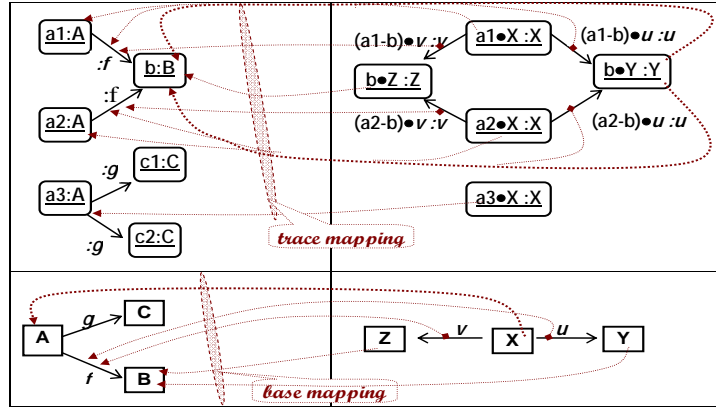 a1:A
:f
b:B
:f
a2:A
:g
c1:C
a3:A
:g
c2:C
(a1-b)●v :v
a1●X :X
(a1-b)●u :u
b●Z :Z
b●Y :Y
(a2-b)●v :v
a2●X :X
(a2-b)●u :u
a3●X :X
trace mapping
A
g
C
f
B
Z
v
X
u
Y
base mapping